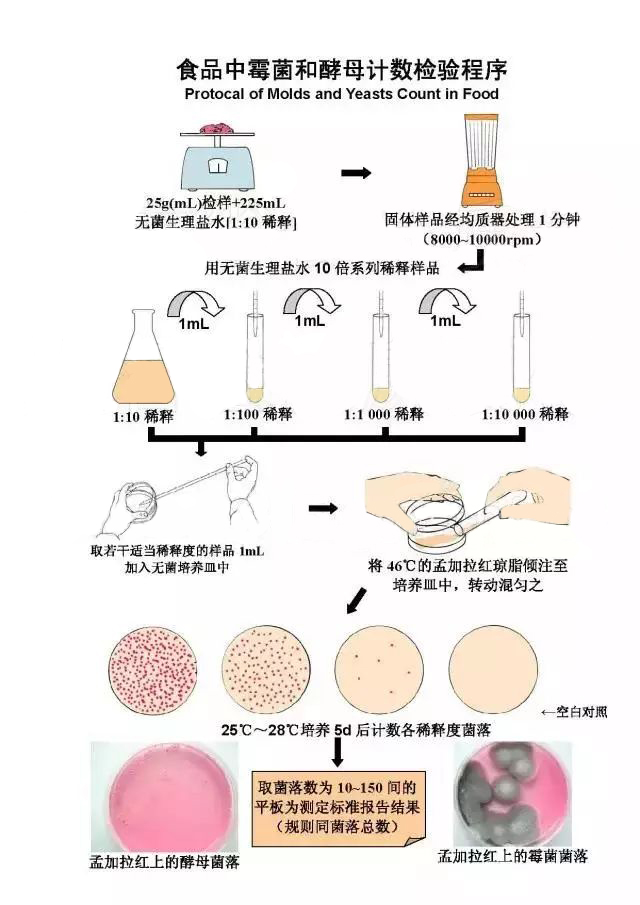 食品中霉菌和酵母计数检验程序
Protocal of Molds and Yeasts Count in Food
25g(mL)检样+225mL
无菌生理盐水[1:10 稀释]
固体样品经均质器处理 1 分钟
（8000~10000rpm）
用无菌生理盐水 10 倍系列稀释样品
1mL
1mL
1mL
1:10 稀释
1:100 稀释
1:1 000 稀释
1:10 000 稀释
取若干适当稀释度的样品 1mL
加入无菌培养皿中
将 46℃的孟加拉红琼脂倾注至
培养皿中，转动混匀之
←空白对照
25℃～28℃培养 5d 后计数各稀释度菌落
取菌落数为 10~150 间的
平板为测定标准报告结果
（规则同菌落总数）
孟加拉红上的酵母菌落
孟加拉红上的霉菌菌落